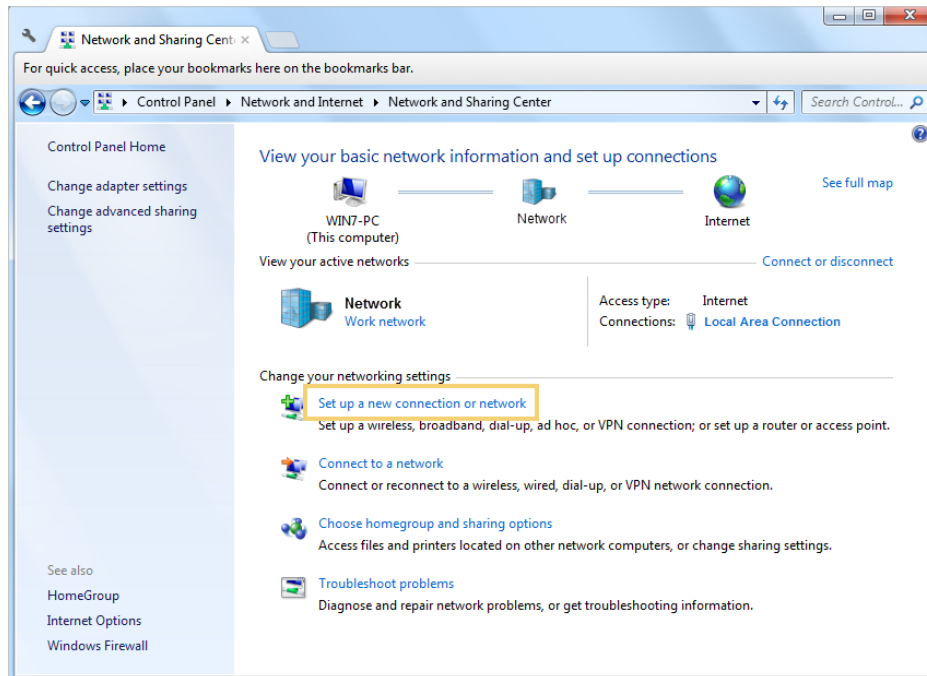 Network and Sharing Cent
For quick access, place your bookmarks here on the bookmarks bar.
Control Panel Network and Internet Network and Sharing Center
Search Control...
Control Panel Home
Change adapter settings
Change advanced sharing
settings
See also
HomeGroup
Internet Options
Windows Firewall
View your basic network information and set up connections
See full map
WIN7-PC
(This computer)
Network
Internet
View your active networks
Connect or disconnect
Network
Work network
Access type: Internet
Connections: Local Area Connection
Change your networking settings
Set up a new connection or network
Set up a wireless, broadband, dial-up, ad hoc, or VPN connection; or set up a router or access point.
Connect to a network
Connect or reconnect to a wireless, wired, dial-up, or VPN network connection.
Choose homegroup and sharing options
Access files and printers located on other network computers, or change sharing settings.
Troubleshoot problems
Diagnose and repair network problems, or get troubleshooting information.